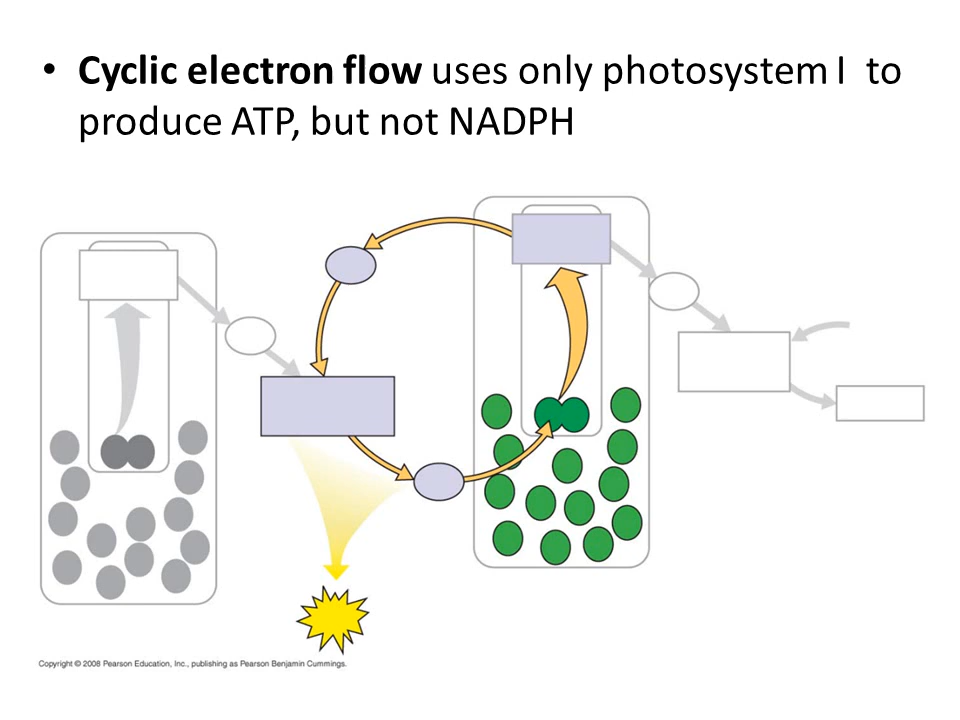 • Cyclic electron flow uses only photosystem I  to
produce ATP, but not NADPH
Copyright © 2008 Pearson Education, Inc., publishing as Pearson Benjamin Cummings.